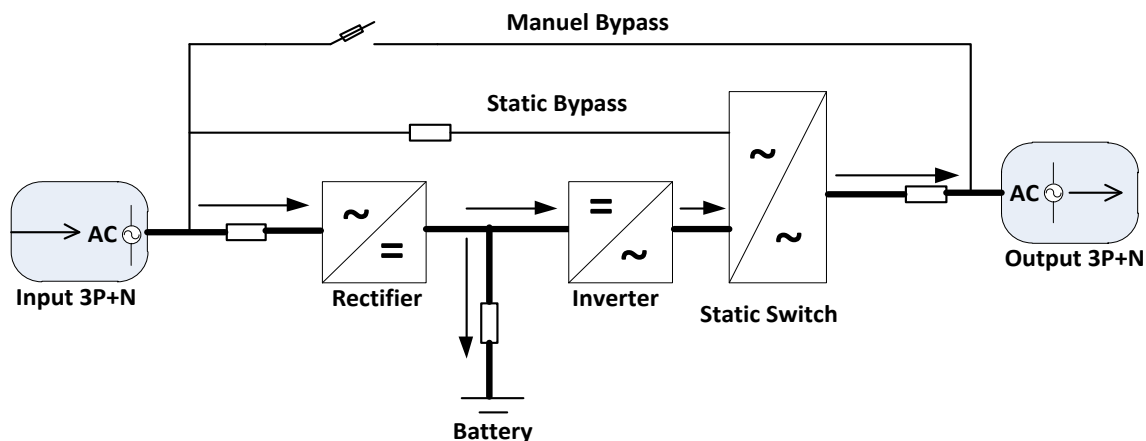 Manuel Bypass
Static Bypass
~
~
AC
~
=
=
~
AC
Input 3P+N
Rectifier
Inverter
Static Switch
Output 3P+N
Battery